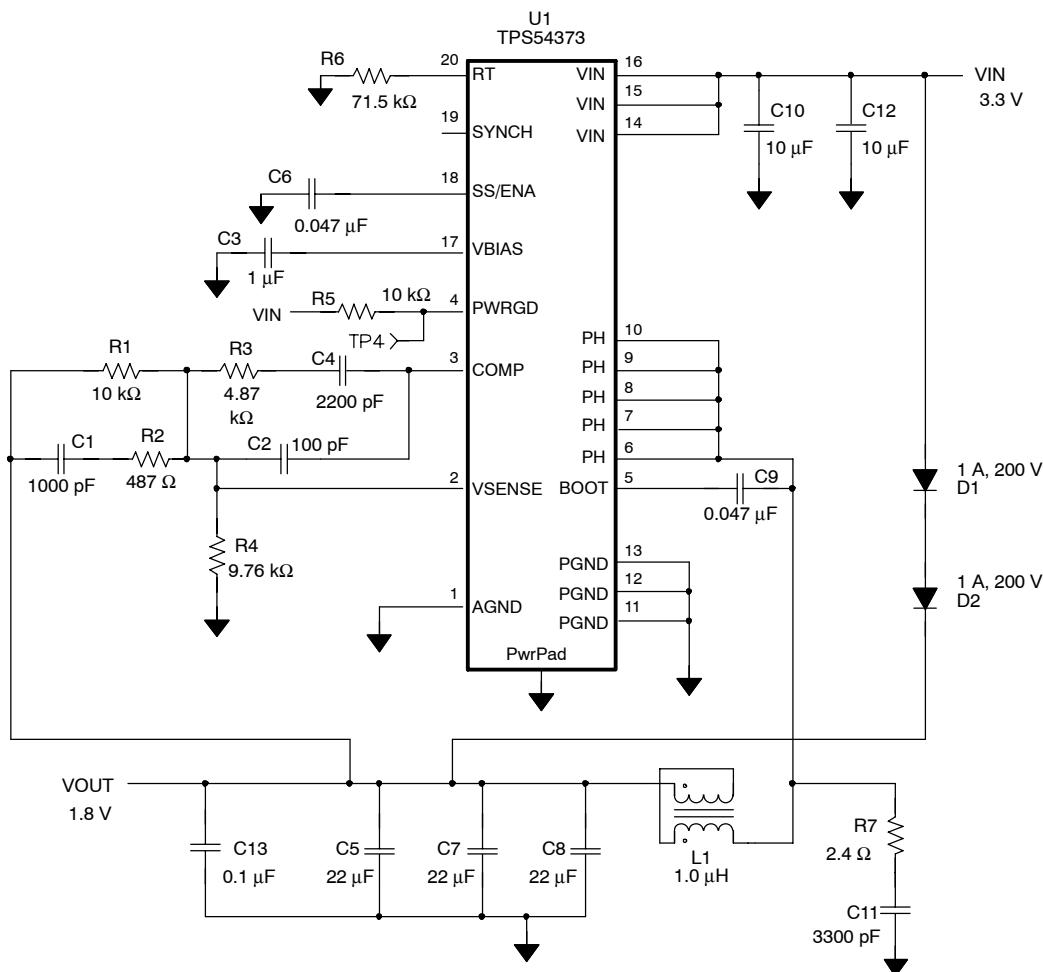 U1
TPS54373
R6
71.5 kΩ
20
RT
19
SYNCH
C6
0.047 μF
18
SS/ENA
C3
1 μF
17
VBIAS
VIN
R5
10 kΩ
4
PWRGD
TP4
R1
10 kΩ
R3
4.87
kΩ
C4
2200 pF
3
COMP
C1
1000 pF
R2
487 Ω
C2
100 pF
2
VSENSE
R4
9.76 kΩ
1
AGND
PwrPad
VIN
16
VIN
15
VIN
14
C10
10 μF
C12
10 μF
VIN
3.3 V
PH
10
PH
9
PH
8
PH
7
PH
6
BOOT
5
C9
0.047 μF
PGND
13
PGND
12
PGND
11
1 A, 200 V
D1
1 A, 200 V
D2
VOUT
1.8 V
C13
0.1 μF
C5
22 μF
C7
22 μF
C8
22 μF
L1
1.0 μH
R7
2.4 Ω
C11
3300 pF